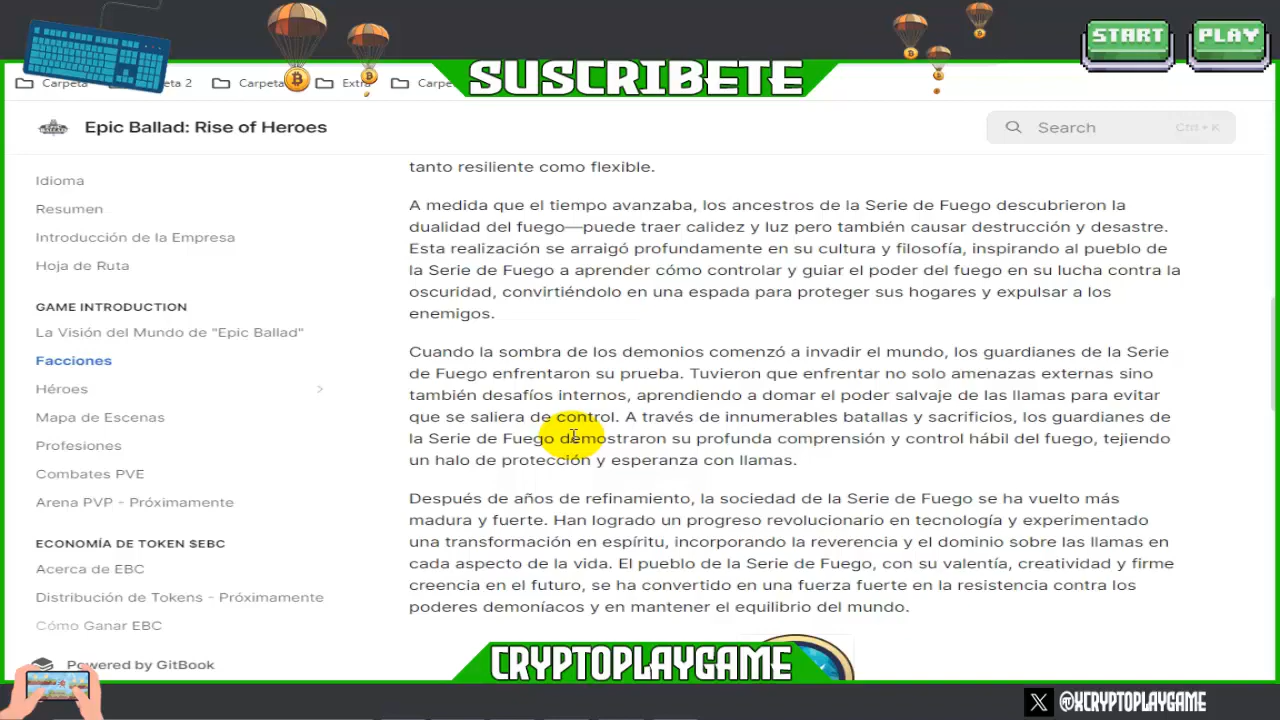 START
PLAY
SUSCRIBETE
Carpeta
ta 2
Carpeta
Extra
Carpe
Epic Ballad: Rise of Heroes
Search
Ctrl + K
Idioma
Resumen
Introducción de la Empresa
Hoja de Ruta
GAME INTRODUCTION
La Visión del Mundo de "Epic Ballad"
Facciones
Héroes
Mapa de Escenas
Profesiones
Combates PVE
Arena PVP - Próximamente
ECONOMÍA DE TOKEN $EBC
Acerca de EBC
Distribución de Tokens - Próximamente
Cómo Ganar EBC
Powered by GitBook
tanto resiliente como flexible.
A medida que el tiempo avanzaba, los ancestros de la Serie de Fuego descubrieron la
dualidad del fuego—puede traer calidez y luz pero también causar destrucción y desastre.
Esta realización se arraigó profundamente en su cultura y filosofía, inspirando al pueblo de
la Serie de Fuego a aprender cómo controlar y guiar el poder del fuego en su lucha contra la
oscuridad, convirtiéndolo en una espada para proteger sus hogares y expulsar a los
enemigos.
Cuando la sombra de los demonios comenzó a invadir el mundo, los guardianes de la Serie
de Fuego enfrentaron su prueba. Tuvieron que enfrentar no solo amenazas externas sino
también desafíos internos, aprendiendo a domar el poder salvaje de las llamas para evitar
que se saliera de control. A través de innumerables batallas y sacrificios, los guardianes de
la Serie de Fuego demostraron su profunda comprensión y control hábil del fuego, tejiendo
un halo de protección y esperanza con llamas.
Después de años de refinamiento, la sociedad de la Serie de Fuego se ha vuelto más
madura y fuerte. Han logrado un progreso revolucionario en tecnología y experimentado
una transformación en espíritu, incorporando la reverencia y el dominio sobre las llamas en
cada aspecto de la vida. El pueblo de la Serie de Fuego, con su valentía, creatividad y firme
creencia en el futuro, se ha convertido en una fuerza fuerte en la resistencia contra los
poderes demoníacos y en mantener el equilibrio del mundo.
CRYPTOPLAYGAME
@XCRYPTOPLAYGAME